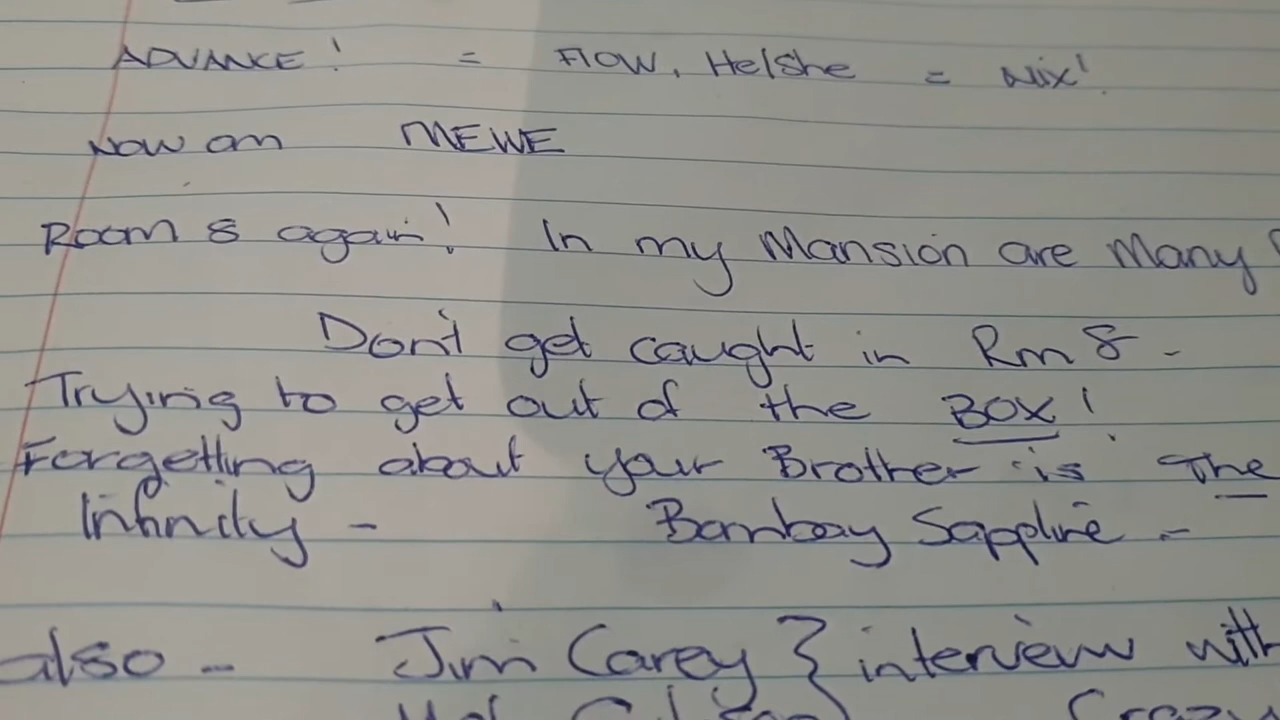 ADVANCE! = FLOW. He/She = Nix!
Now on MEWE
Room 8 again! In my Mansion are Many
Don't get caught in Rm 8 -
Trying to get out of the BOX!
Forgetting about your Brother is the
Infinity - Bombay Sapphire -
also - Jim Carey } interview with
Crazy